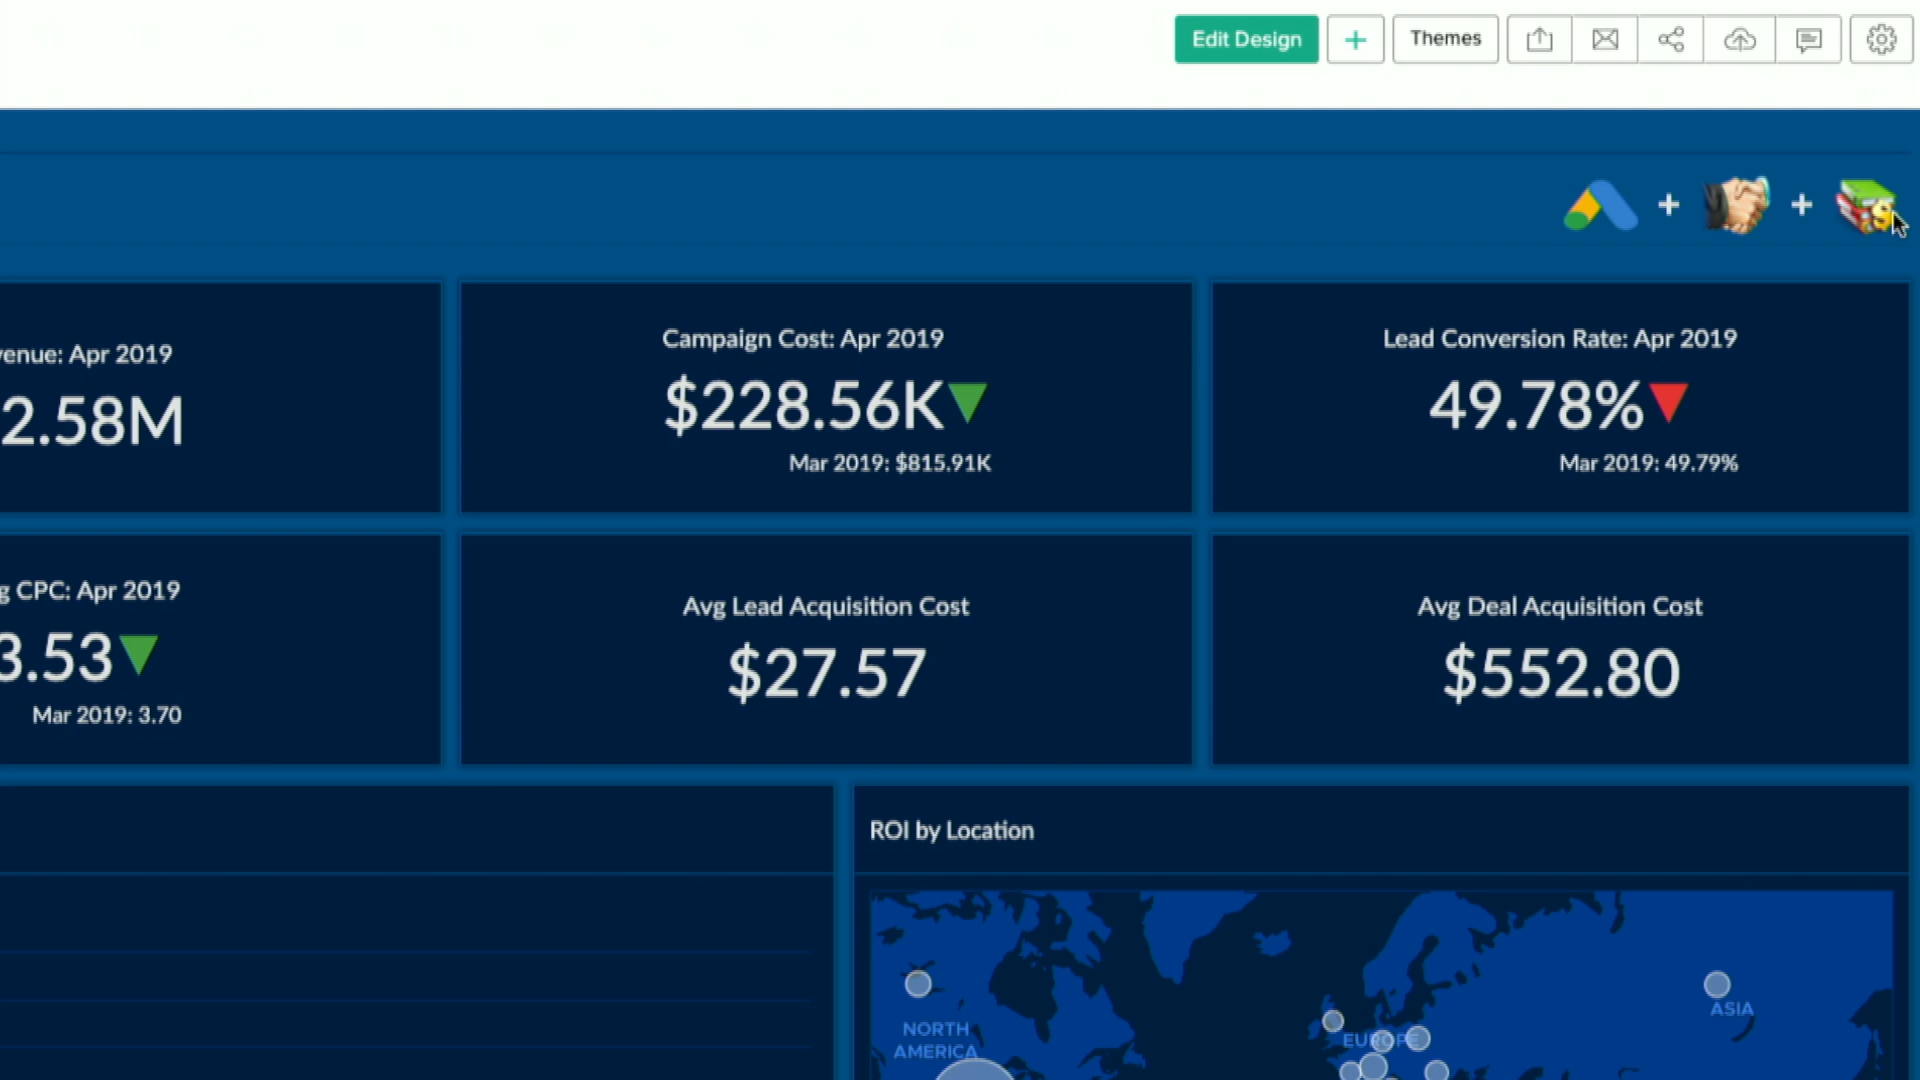 Edit Design
+
Themes
+
+
venue: Apr 2019
2.58M
Campaign Cost: Apr 2019
$228.56K
Mar 2019: $815.91K
Lead Conversion Rate: Apr 2019
49.78%
Mar 2019: 49.79%
g CPC: Apr 2019
3.53
Mar 2019: 3.70
Avg Lead Acquisition Cost
$27.57
Avg Deal Acquisition Cost
$552.80
ROI by Location
NORTH
AMERICA
EUROPE
ASIA